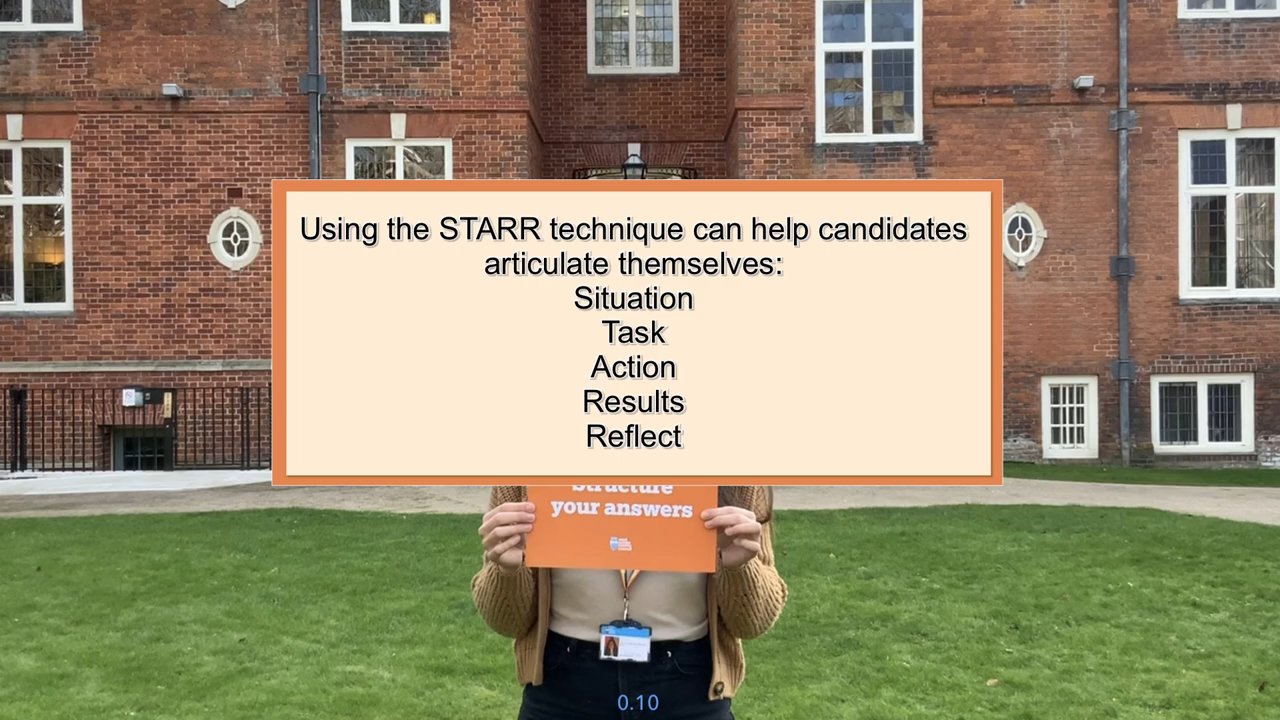 Using the STARR technique can help candidates
articulate themselves:
Situation
Task
Action
Results
Reflect
Structure
your answers
0.10